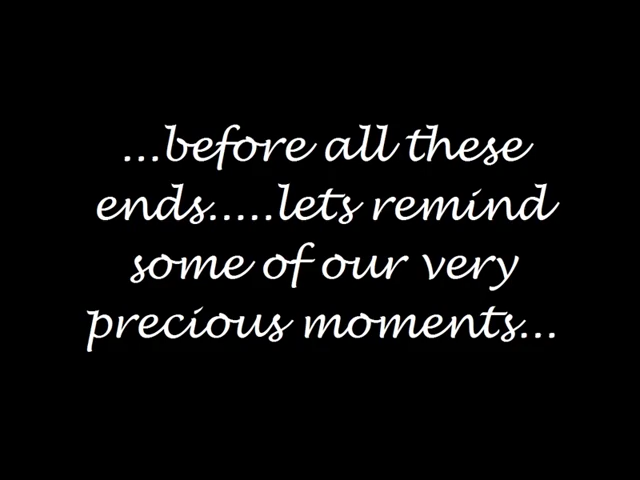 ...before all these
ends.....lets remind
some of our very
precious moments...